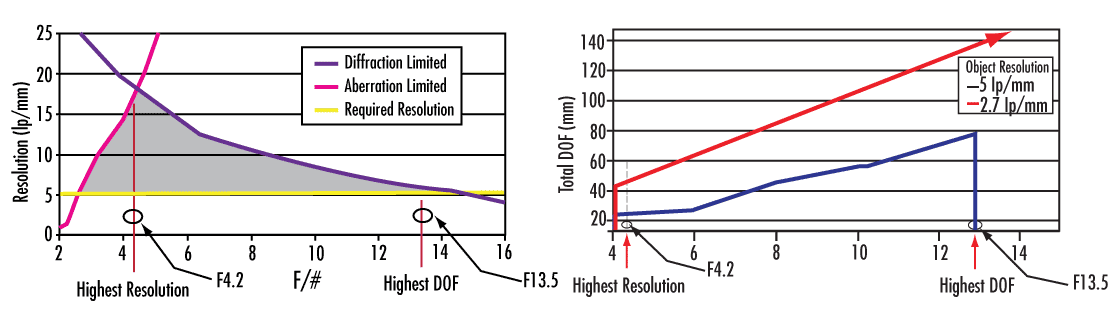 25
20
15
10
5
0
Resolution (lp/mm)
Diffraction Limited
Aberration Limited
Required Resolution
2
4
6
8
10
12
14
16
F/#
F4.2
Highest Resolution
Highest DOF
F13.5
140
120
100
80
60
40
20
Total DOF (mm)
Object Resolution
5 lp/mm
2.7 lp/mm
4
6
8
10
12
14
F4.2
Highest Resolution
Highest DOF
F13.5